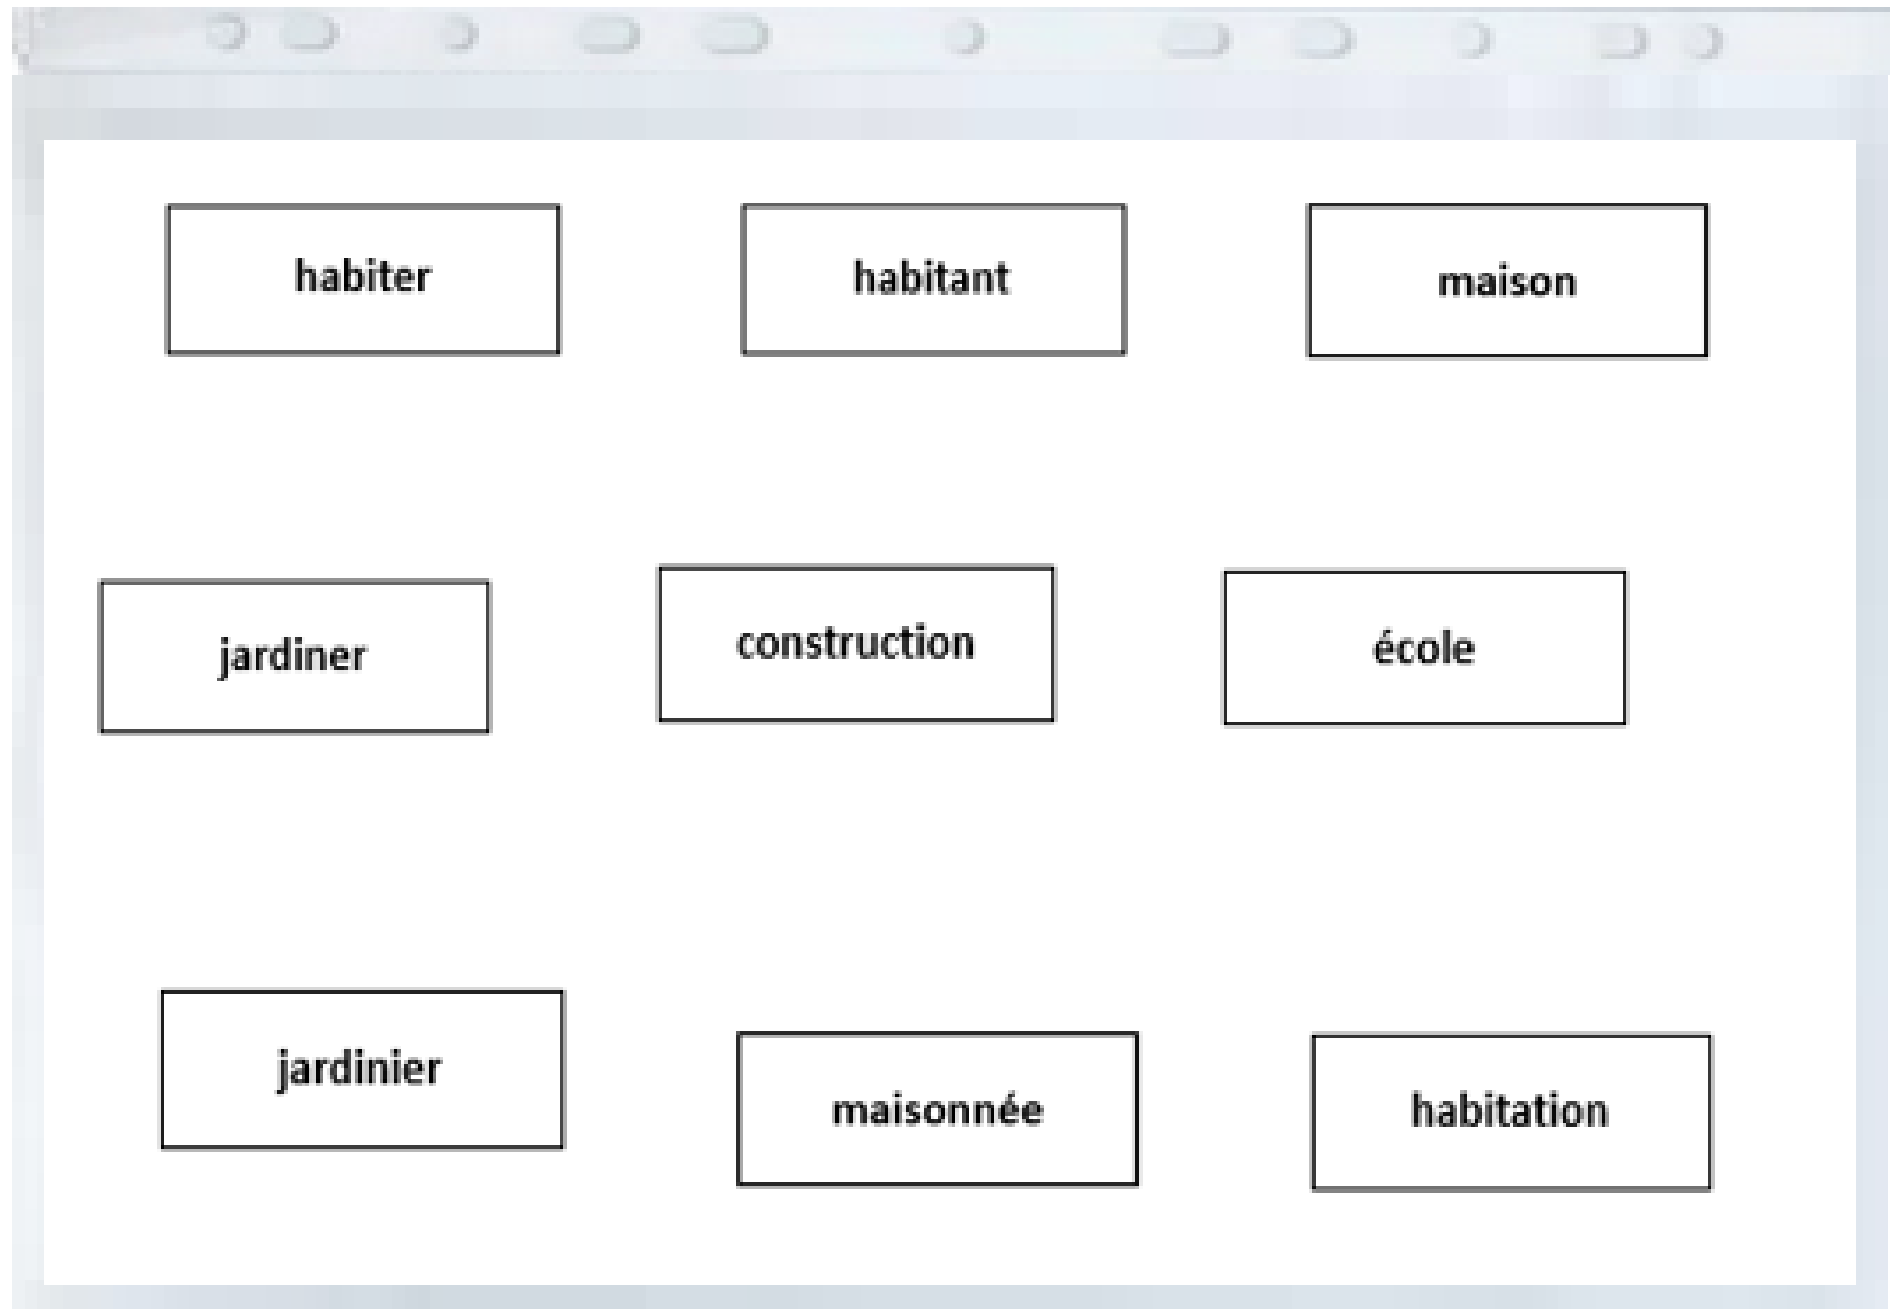 habiter
habitant
maison
jardiner
construction
école
jardinier
maisonnée
habitation